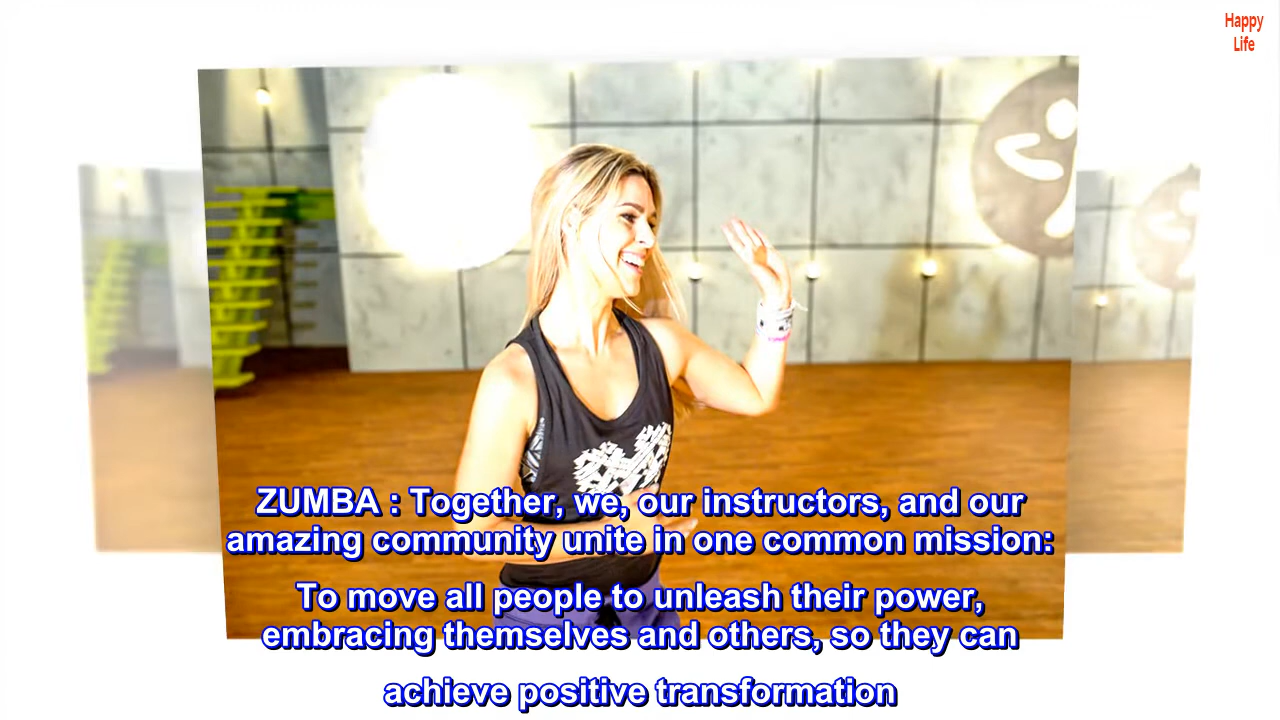 Happy
Life
ZUMBA : Together, we, our instructors, and our
amazing community unite in one common mission:
To move all people to unleash their power,
embracing themselves and others, so they can
achieve positive transformation